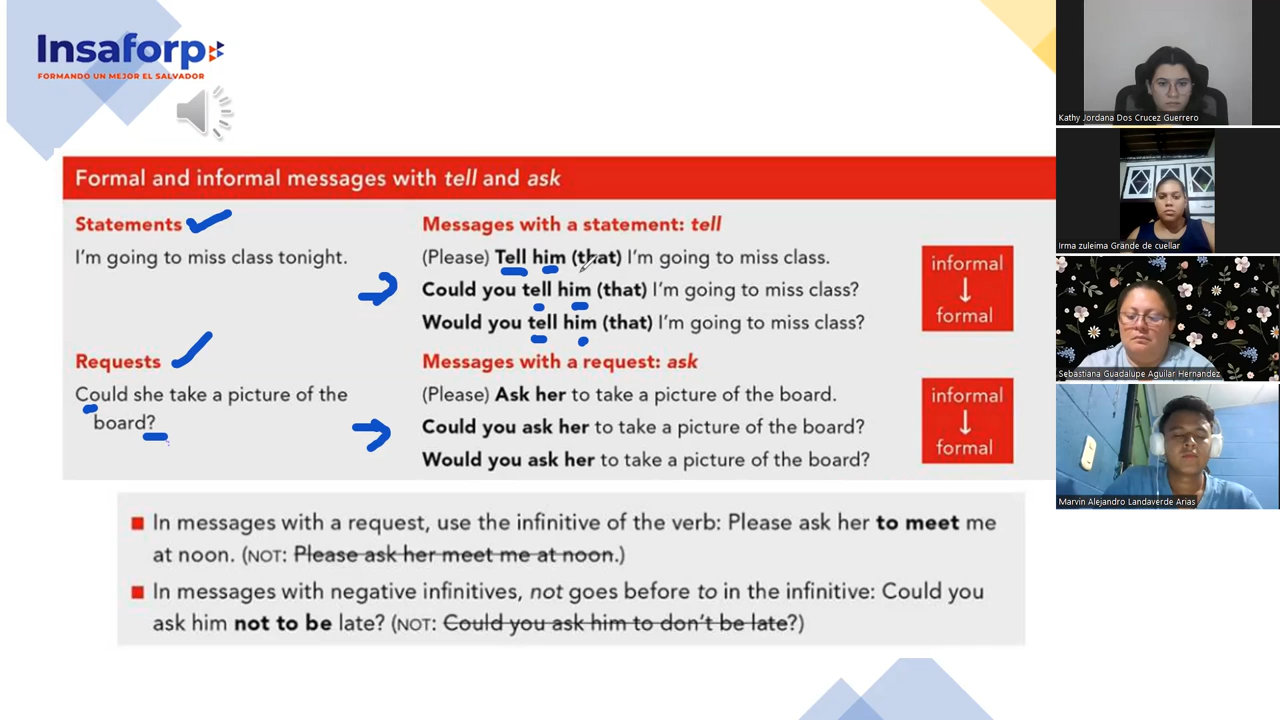 Insaforp
FORMANDO UN MEJOR EL SALVADOR
Formal and informal messages with tell and ask
Statements
I'm going to miss class tonight.
Messages with a statement: tell
(Please) Tell him (that) I'm going to miss class.
Could you tell him (that) I'm going to miss class?
Would you tell him (that) I'm going to miss class?
informal
formal
Requests
Could she take a picture of the
board?
Messages with a request: ask
(Please) Ask her to take a picture of the board.
Could you ask her to take a picture of the board?
Would you ask her to take a picture of the board?
informal
formal
In messages with a request, use the infinitive of the verb: Please ask her to meet me
at noon. (NOT: Please ask her meet me at noon.)
In messages with negative infinitives, not goes before to in the infinitive: Could you
ask him not to be late? (NOT: Could you ask him to don't be late?)
Kathy Jordana Dos Crucez Guerrero
Irma zuleima Grande de cuellar
Sebastiana Guadalupe Aguilar Hernandez
Marvin Alejandro Landaverde Arias